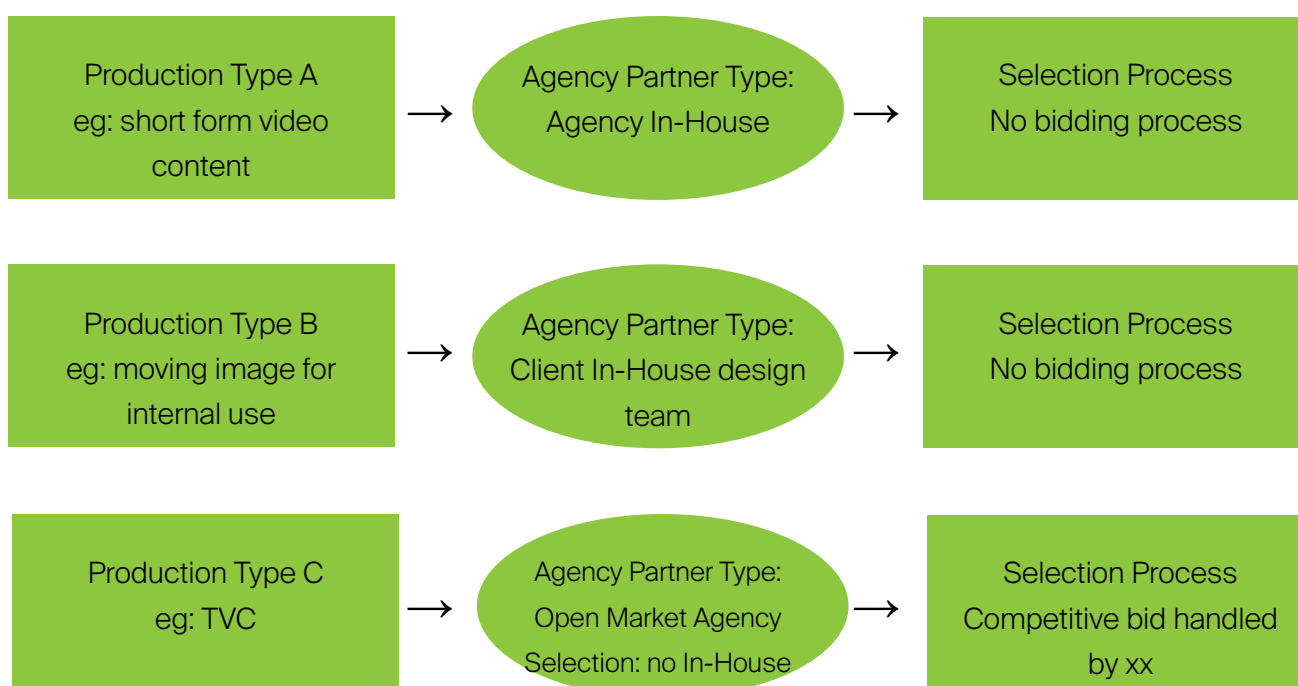 Production Type A
eg: short form video
content
→
Agency Partner Type:
Agency In-House
→
Selection Process
No bidding process
Production Type B
eg: moving image for
internal use
→
Agency Partner Type:
Client In-House design
team
→
Selection Process
No bidding process
Production Type C
eg: TVC
→
Agency Partner Type:
Open Market Agency
Selection: no In-House
→
Selection Process
Competitive bid handled
by xx